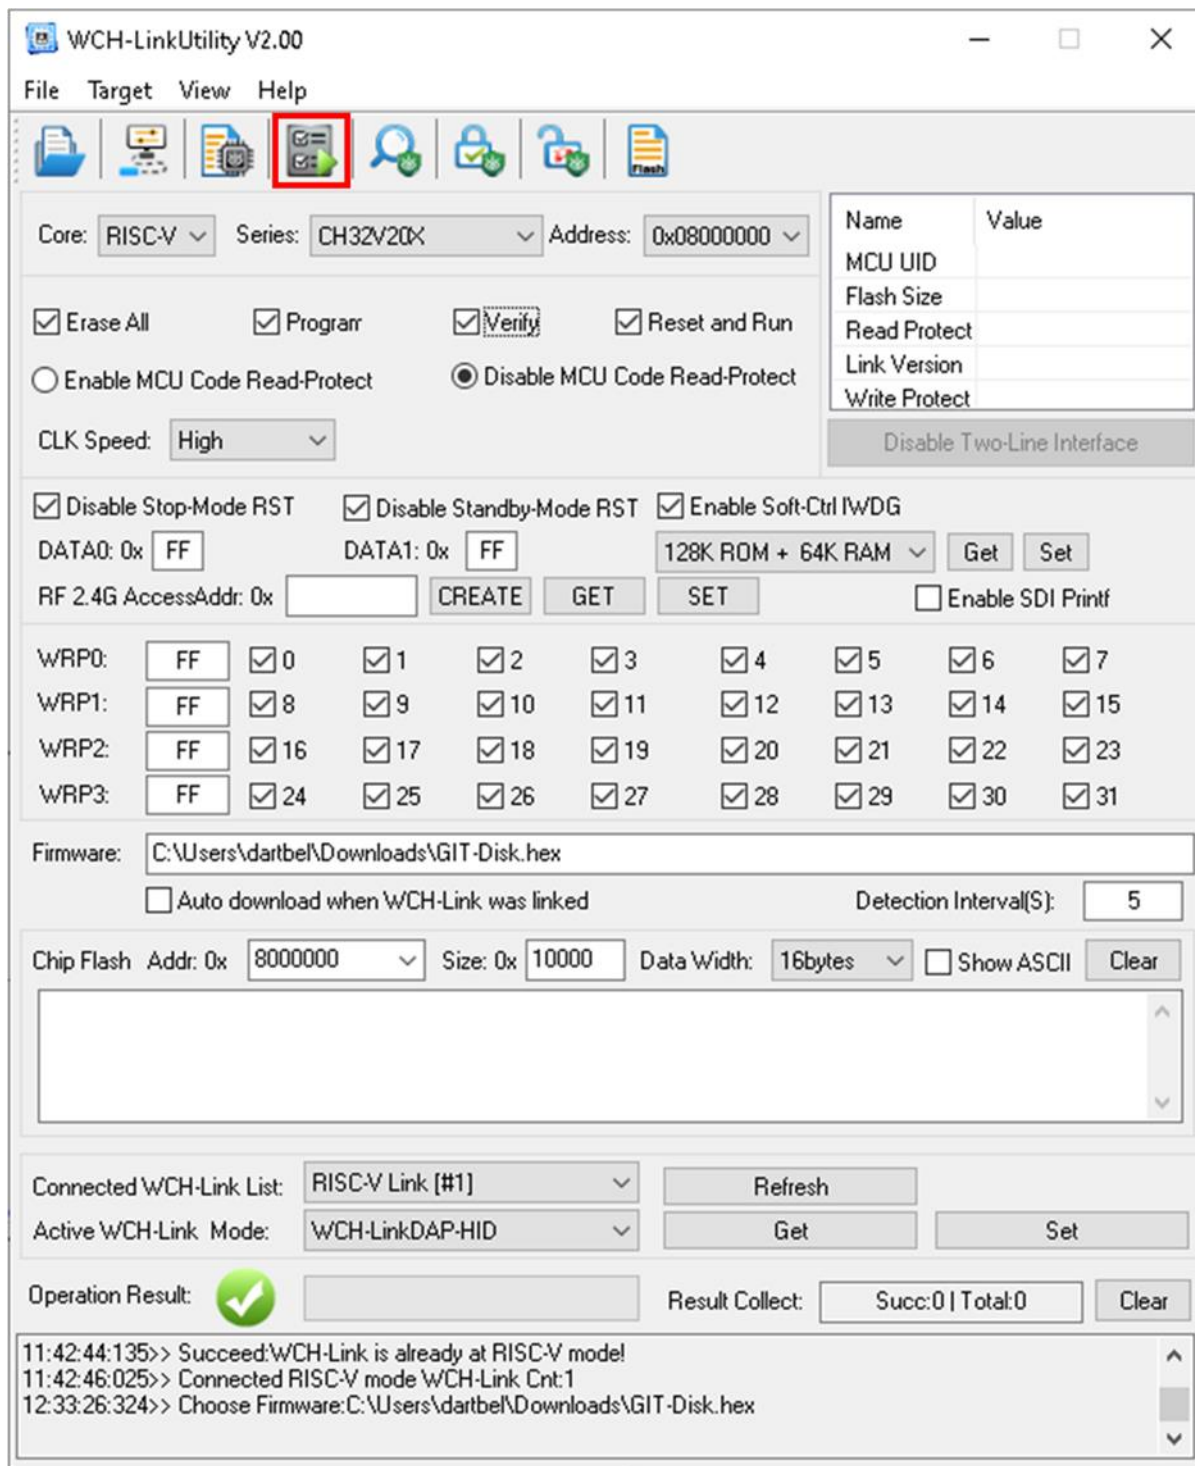 WCH-LinkUtility V2.00
File Target View Help
Flash
Core: RISC-V Series: CH32V20X Address: 0x08000000
Name Value
MCU UID
Flash Size
Read Protect
Link Version
Write Protect
Erase All Program Verify Reset and Run
Enable MCU Code Read-Protect Disable MCU Code Read-Protect
CLK Speed: High
Disable Two-Line Interface
Disable Stop-Mode RST Disable Standby-Mode RST Enable Soft-Ctrl IWDG
DATA0: 0x FF DATA1: 0x FF 128K ROM + 64K RAM Get Set
RF 2.4G AccessAddr: 0x CREATE GET SET Enable SDI Printf
WRP0: FF 0 1 2 3 4 5 6 7
WRP1: FF 8 9 10 11 12 13 14 15
WRP2: FF 16 17 18 19 20 21 22 23
WRP3: FF 24 25 26 27 28 29 30 31
Firmware: C:\Users\dartbel\Downloads\GIT-Disk.hex
Auto download when WCH-Link was linked Detection Interval(S): 5
Chip Flash Addr: 0x 8000000 Size: 0x 10000 Data Width: 16bytes Show ASCII Clear
Connected WCH-Link List: RISC-V Link [#1] Refresh
Active WCH-Link Mode: WCH-LinkDAP-HID Get Set
Operation Result: Result Collect: Succ:0 | Total:0 Clear
11:42:44:135>> Succeed:WCH-Link is already at RISC-V mode!
11:42:46:025>> Connected RISC-V mode WCH-Link Cnt:1
12:33:26:324>> Choose Firmware:C:\Users\dartbel\Downloads\GIT-Disk.hex